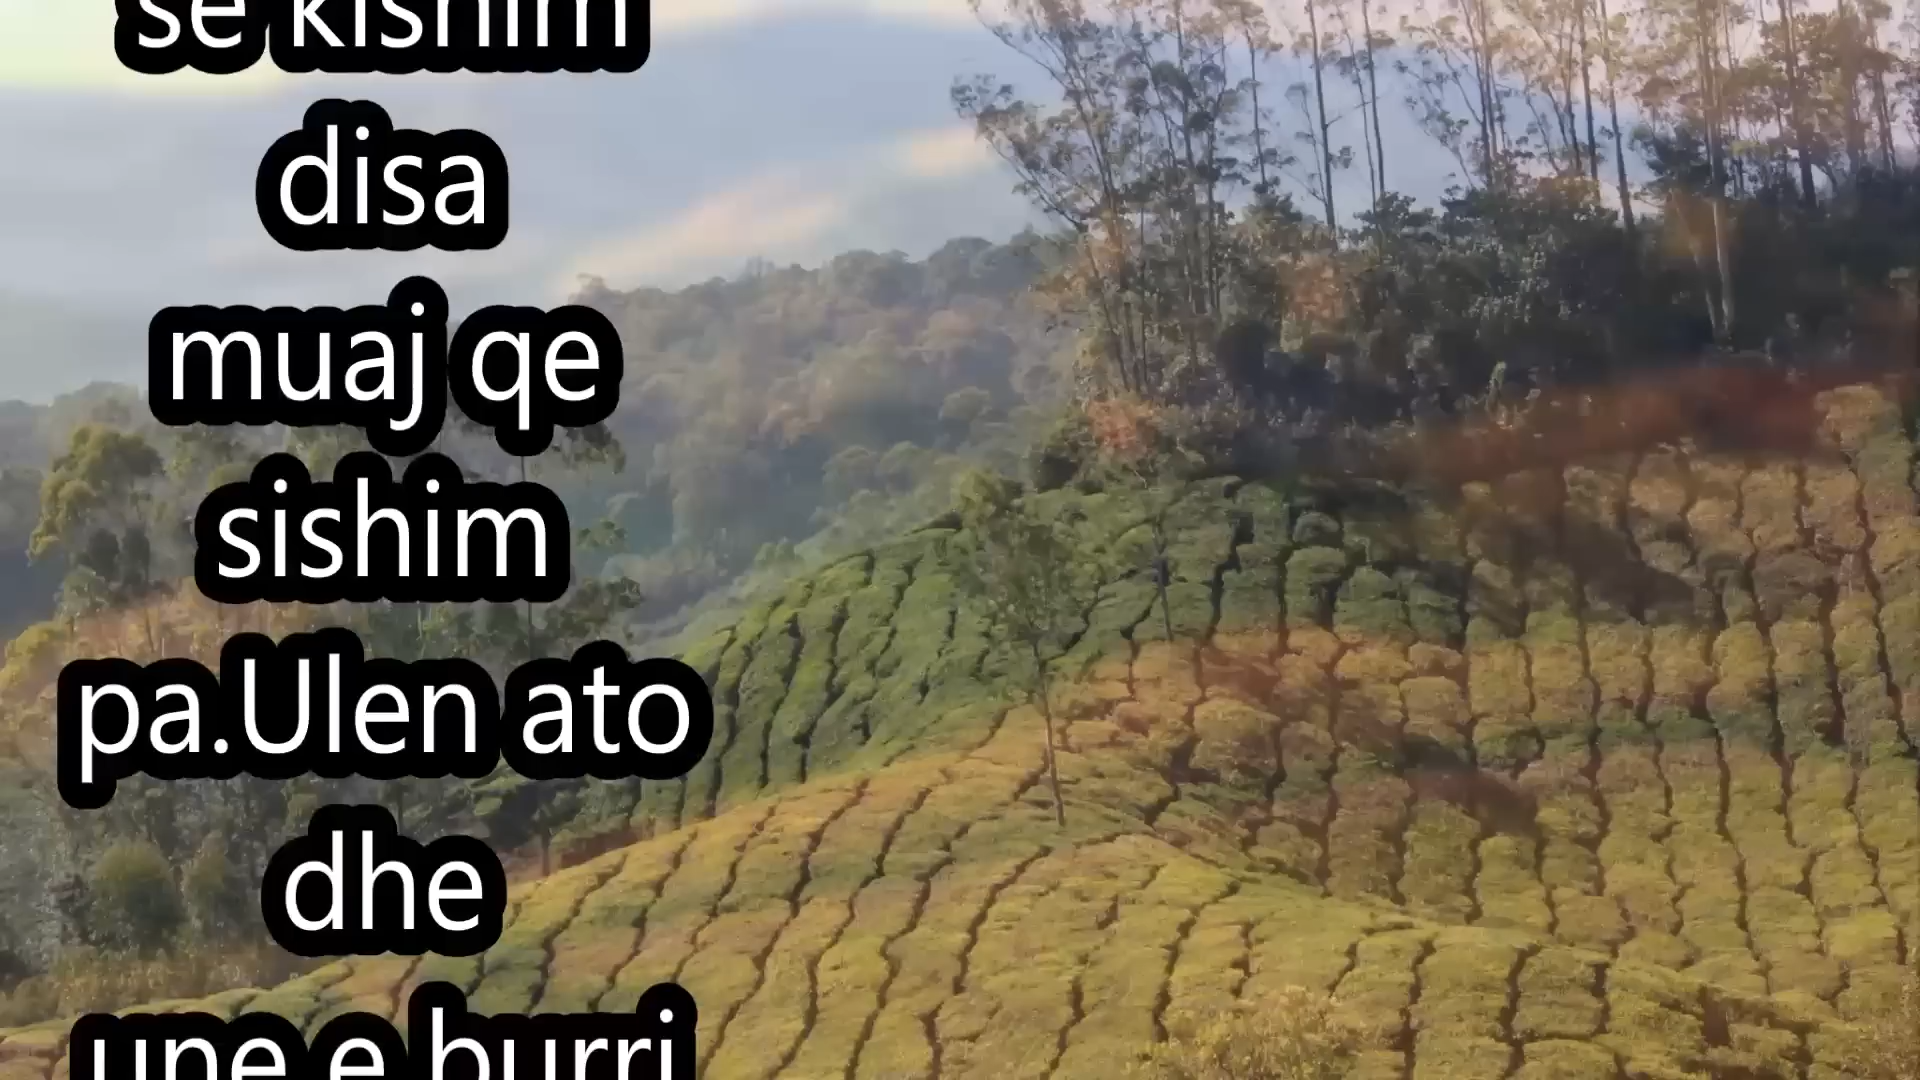 se kishim
disa
muaj qe
sishim
pa.Ulen ato
dhe
une e burri